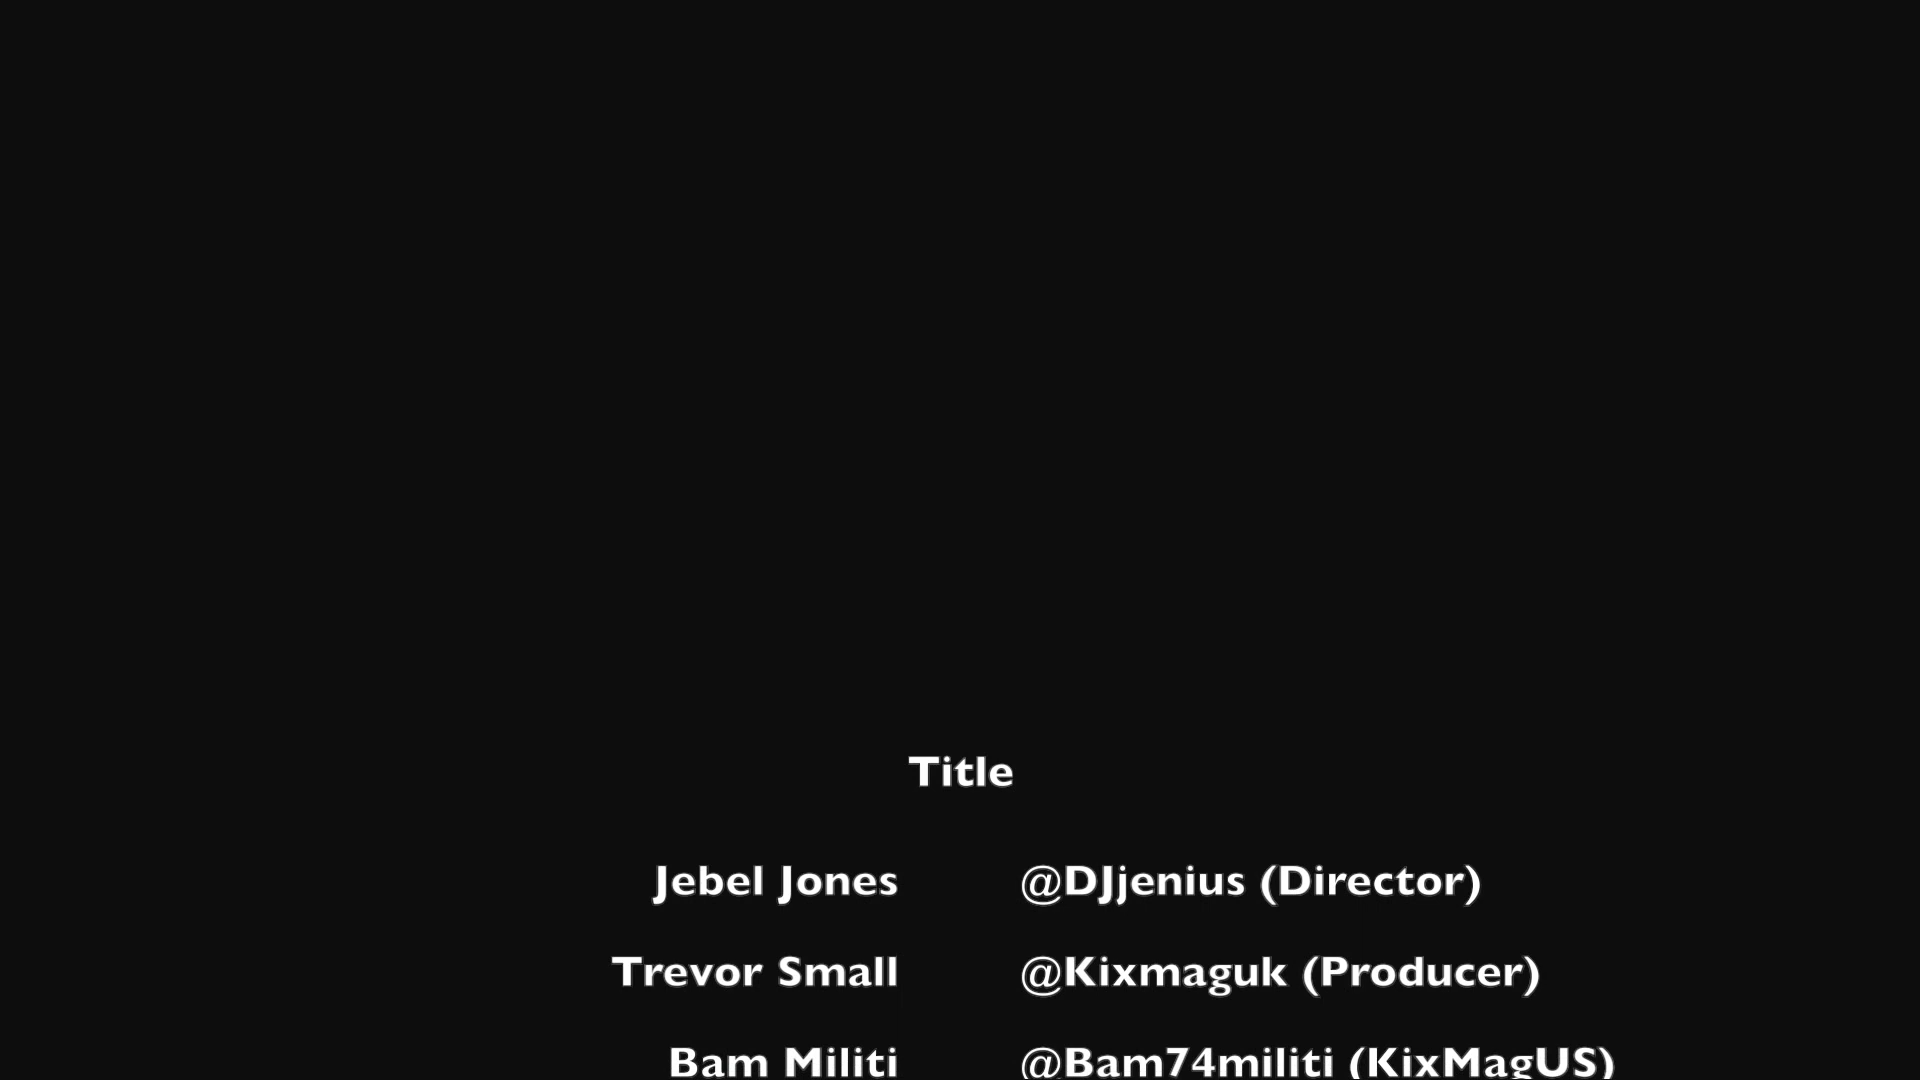 Title
Jebel Jones @DJjenius (Director)
Trevor Small @Kixmaguk (Producer)
Bam Militi @Bam74militi (KixMagUS)